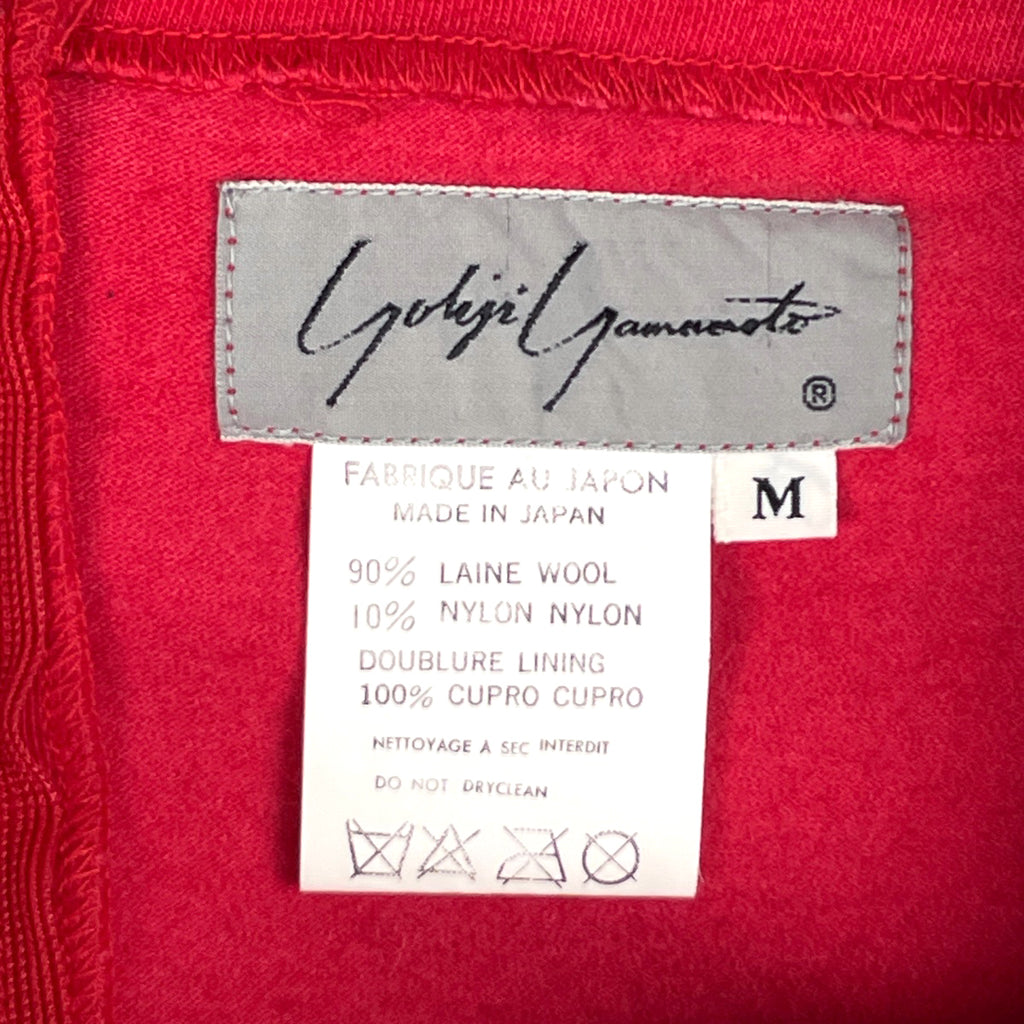 Yohji Yamamoto
®
M
FABRIQUE AU JAPON
MADE IN JAPAN
90% LAINE WOOL
10% NYLON NYLON
DOUBLURE LINING
100% CUPRO CUPRO
NETTOYAGE A SEC INTERDIT
DO NOT DRYCLEAN